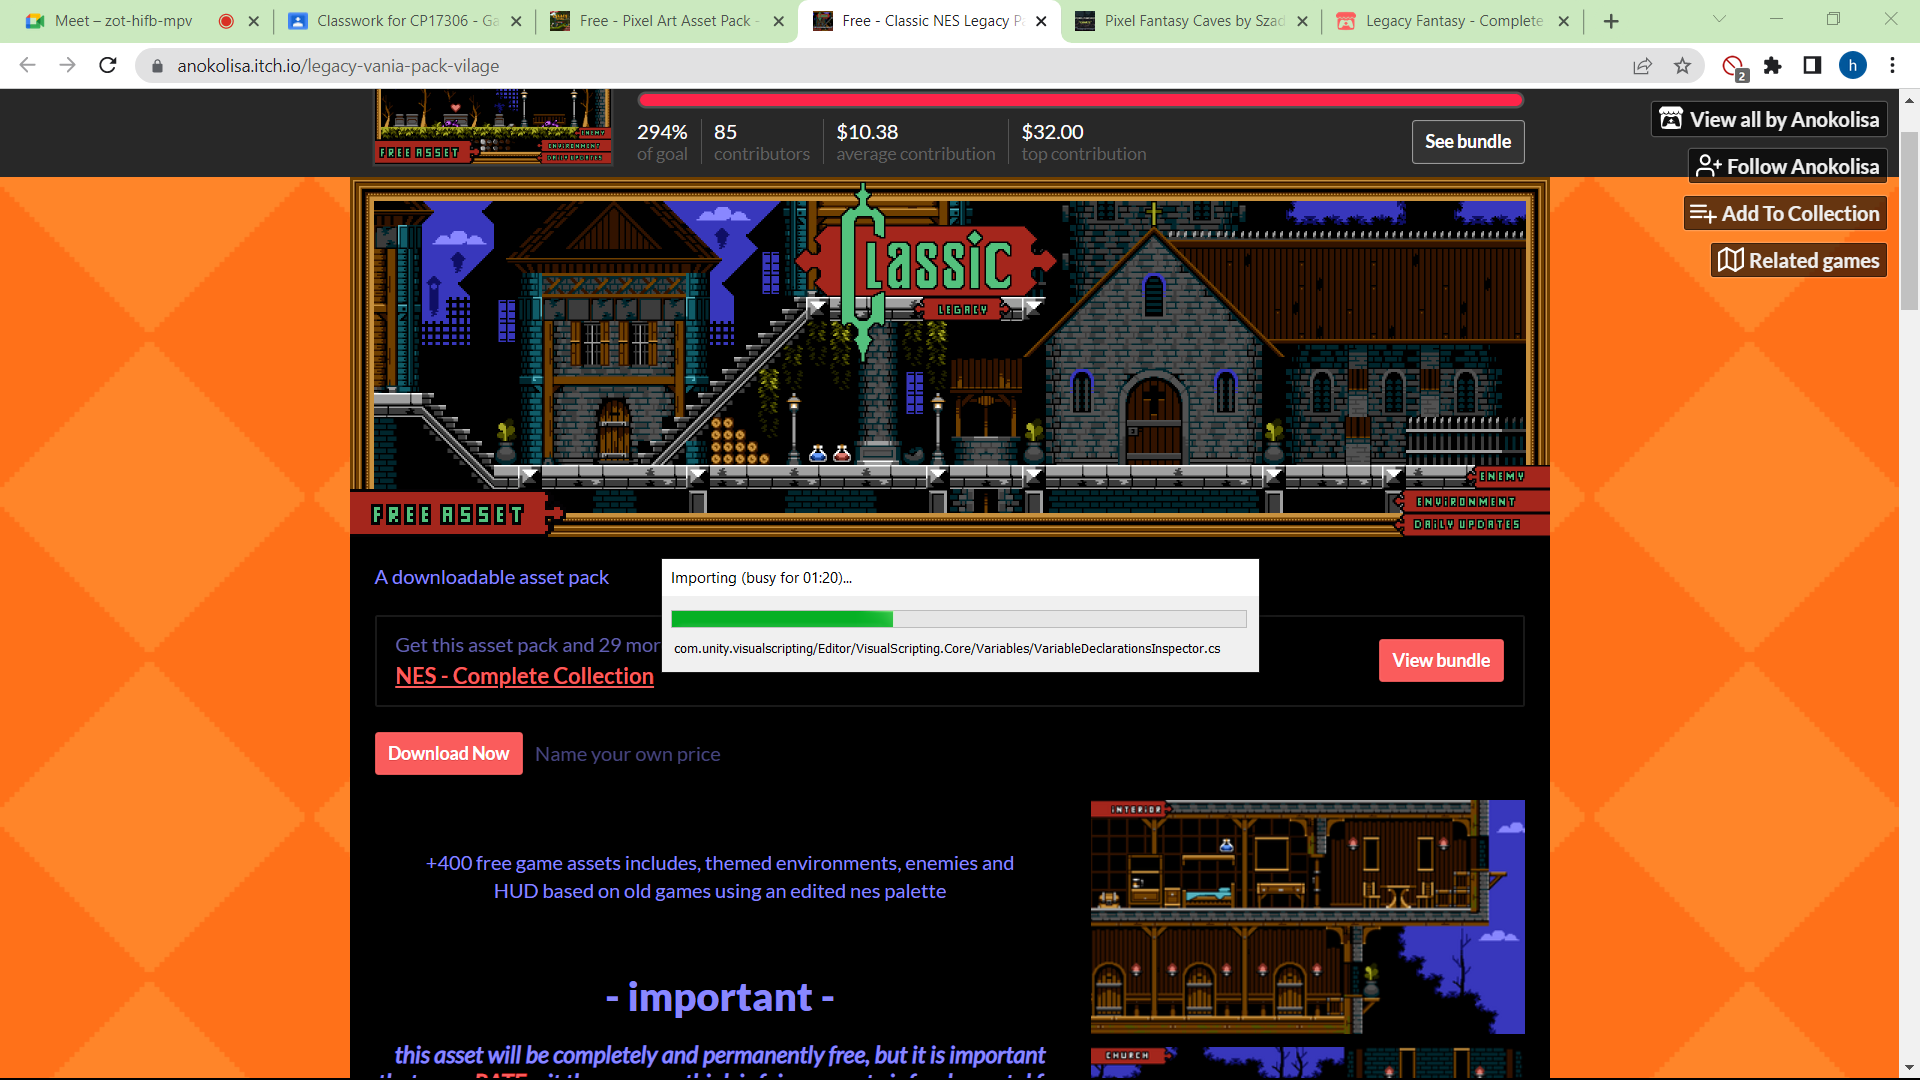 Meet – zot-hifb-mpv
Classwork for CP17306 - Ga
Free - Pixel Art Asset Pack -
Free - Classic NES Legacy Pa
Pixel Fantasy Caves by Szad
Legacy Fantasy - Complete
anokolisa.itch.io/legacy-vania-pack-vilage
2
h
ENEMY
FREE ASSET
ENVIRONMENT
DAILY UPDATES
294%
of goal
85
contributors
$10.38
average contribution
$32.00
top contribution
See bundle
View all by Anokolisa
Follow Anokolisa
Add To Collection
Related games
CLASSIC
LEGACY
ENEMY
ENVIRONMENT
DAILY UPDATES
FREE ASSET
A downloadable asset pack
Importing (busy for 01:20)...
com.unity.visualscripting/Editor/VisualScripting.Core/Variables/VariableDeclarationsInspector.cs
Get this asset pack and 29 mor
NES - Complete Collection
View bundle
Download Now
Name your own price
+400 free game assets includes, themed environments, enemies and
HUD based on old games using an edited nes palette
INTERIOR
- important -
this asset will be completely and permanently free, but it is important
CHURCH